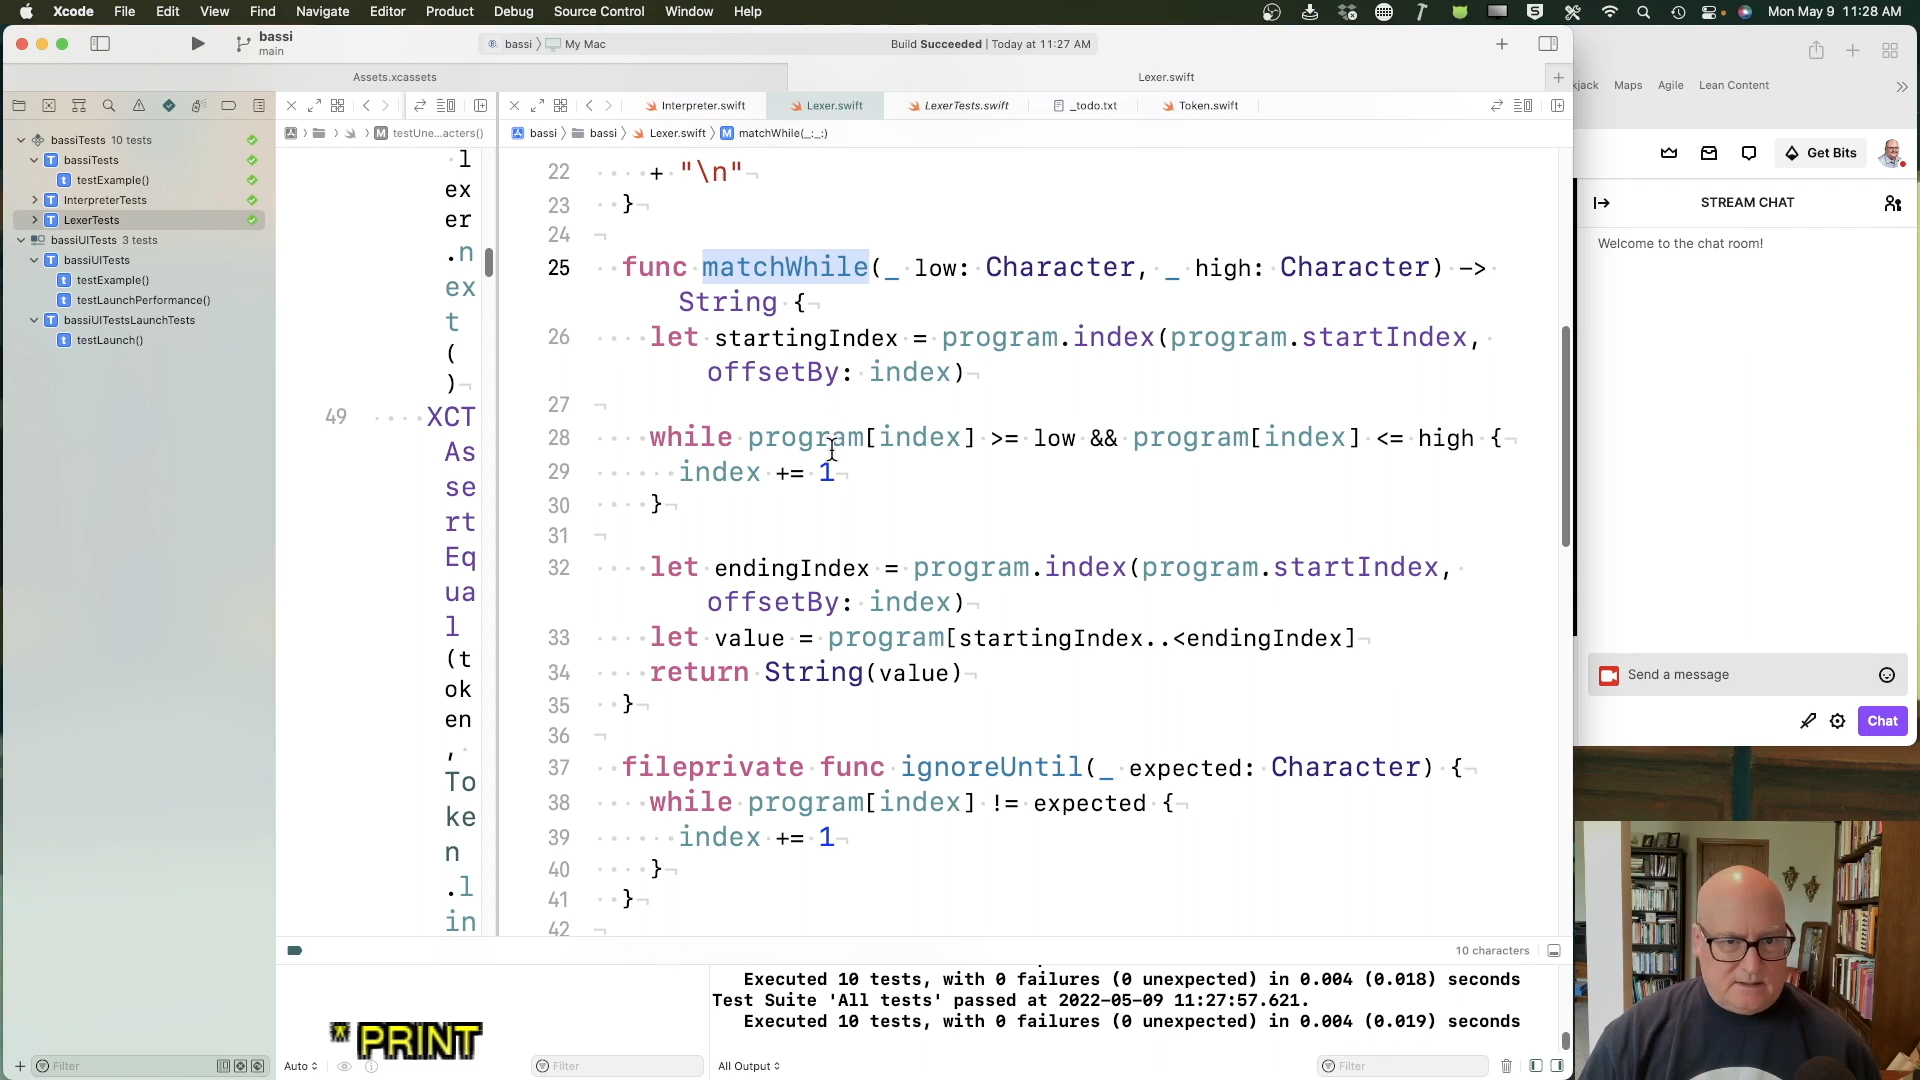 Xcode File Edit View Find Navigate Editor Product Debug Source Control Window Help Mon May 9 11:28 AM
bassi
main
bassi My Mac Build Succeeded | Today at 11:27 AM
Assets.xcassets Lexer.swift
Interpreter.swift Lexer.swift LexerTests.swift _todo.txt Token.swift
testUne...acters() bassi bassi Lexer.swift matchWhile(_:_:)
bassiTests 10 tests
bassiTests
testExample()
InterpreterTests
LexerTests
bassiUITests 3 tests
bassiUITests
testExample()
testLaunchPerformance()
bassiUITestsLaunchTests
testLaunch()
l
ex
er
.n
ex
t
(
)¬
49 XCT
As
se
rt
Eq
ua
l
(t
ok
en
,
To
ke
n
.l
in
22 + "\n"¬
23 }¬
24 ¬
25 func matchWhile(_ low: Character, _ high: Character) ->
String {¬
26 let startingIndex = program.index(program.startIndex,
offsetBy: index)¬
27 ¬
28 while program[index] >= low && program[index] <= high {¬
29 index += 1¬
30 }¬
31 ¬
32 let endingIndex = program.index(program.startIndex,
offsetBy: index)¬
33 let value = program[startingIndex..<endingIndex]¬
34 return String(value)¬
35 }¬
36 ¬
37 fileprivate func ignoreUntil(_ expected: Character) {¬
38 while program[index] != expected {¬
39 index += 1¬
40 }¬
41 }¬
42 ¬
10 characters
Executed 10 tests, with 0 failures (0 unexpected) in 0.004 (0.018) seconds
Test Suite 'All tests' passed at 2022-05-09 11:27:57.621.
Executed 10 tests, with 0 failures (0 unexpected) in 0.004 (0.019) seconds
* PRINT
Filter Auto Filter All Output Filter
Maps Agile Lean Content
Get Bits
STREAM CHAT
Welcome to the chat room!
Send a message
Chat